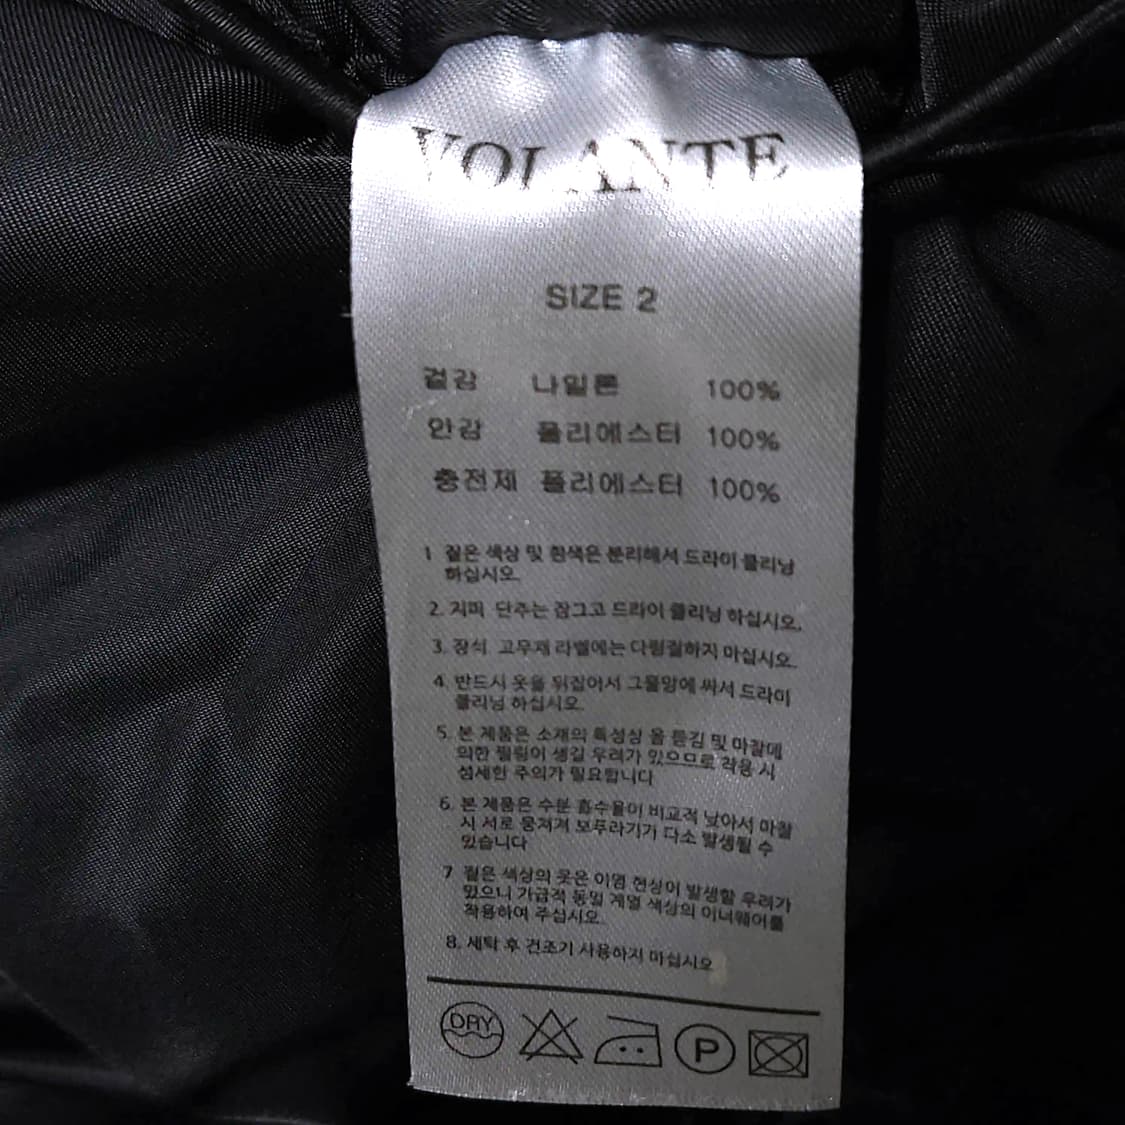 VOLANTE
SIZE 2
겉감 나일론 100%
안감 폴리에스터 100%
충전제 폴리에스터 100%
1 짙은 색상 및 흰색은 분리해서 드라이 클리닝
하십시오.
2. 지퍼 단추는 잠그고 드라이 클리닝 하십시오.
3. 장식 고무재 라벨에는 다림질하지 마십시오.
4. 반드시 옷을 뒤집어서 그물망에 싸서 드라이
클리닝 하십시오.
5. 본 제품은 소재의 특성상 올 뜯김 및 마찰에
의한 필링이 생길 우려가 있으므로 착용 시
섬세한 주의가 필요합니다
6. 본 제품은 수분 흡수율이 비교적 낮아서 마찰
시 서로 뭉쳐져 보푸라기가 다소 발생될 수
있습니다
7 짙은 색상의 옷은 이염 현상이 발생할 우려가
있으니 가급적 동일 계열 색상의 이너웨어를
착용하여 주십시오.
8. 세탁 후 건조기 사용하지 마십시오
DRY P